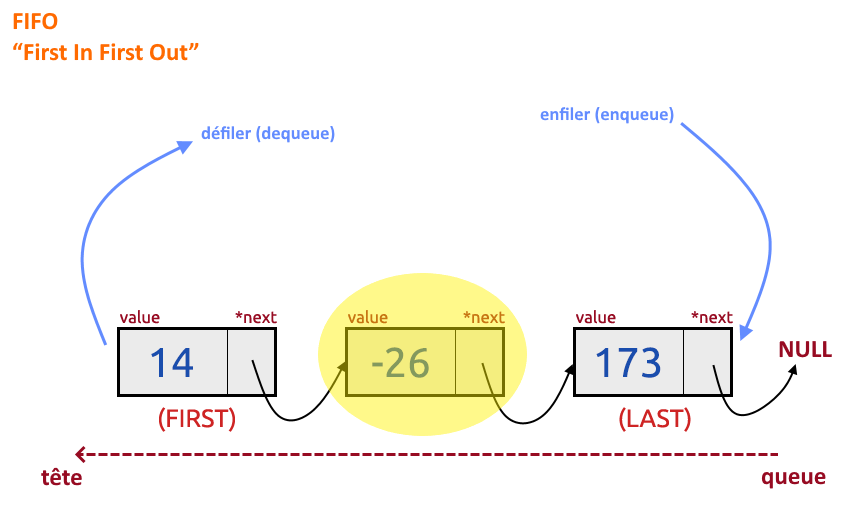 FIFO
“First In First Out”
défiler (dequeue)
enfiler (enqueue)
value *next
value *next
value *next
14
-26
173
NULL
(FIRST)
(LAST)
tête
queue